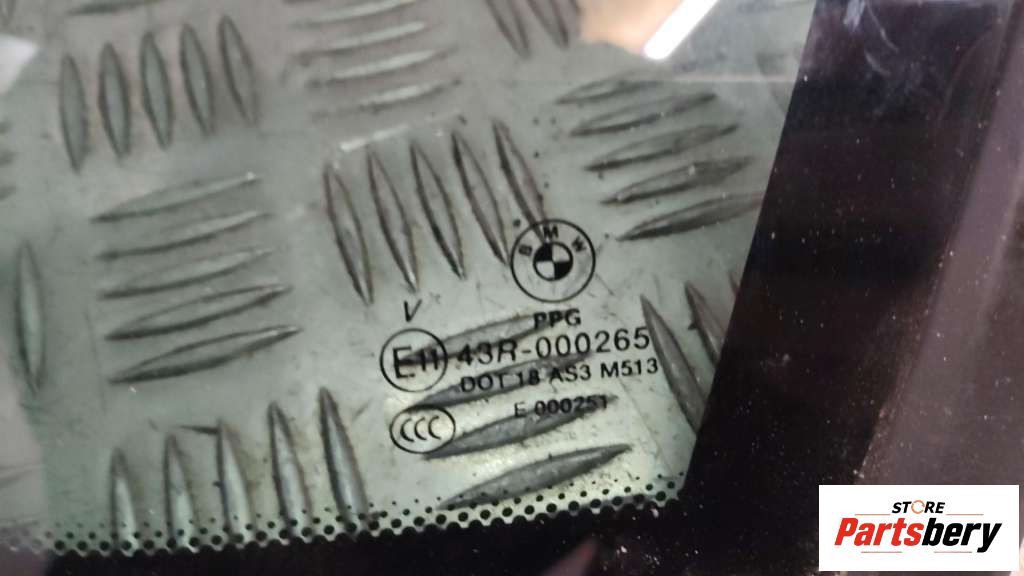 BMW
PPG
V
E11 43R-000265
DOT 18 AS3 M513
CCC E 000251
STORE
Partsbery